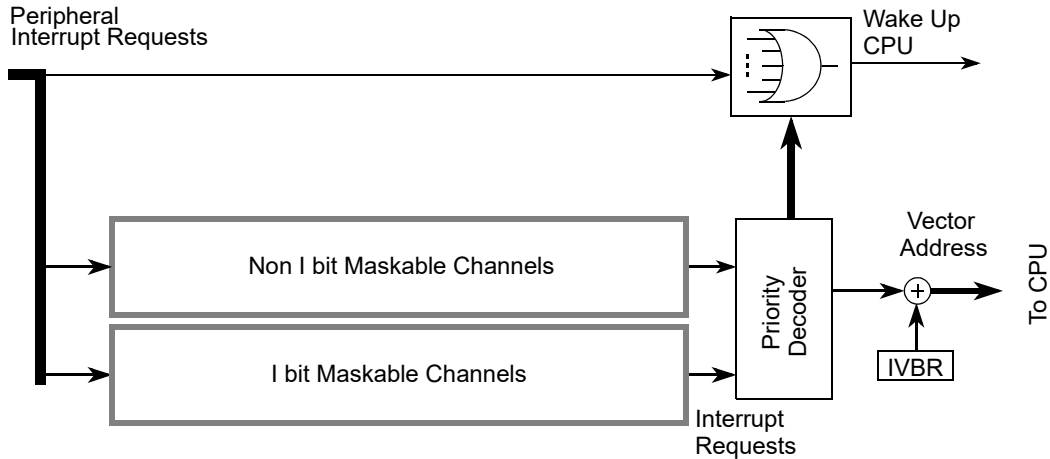 Peripheral
Interrupt Requests
Wake Up
CPU
Non I bit Maskable Channels
I bit Maskable Channels
Priority
Decoder
Interrupt
Requests
Vector
Address
IVBR
To CPU